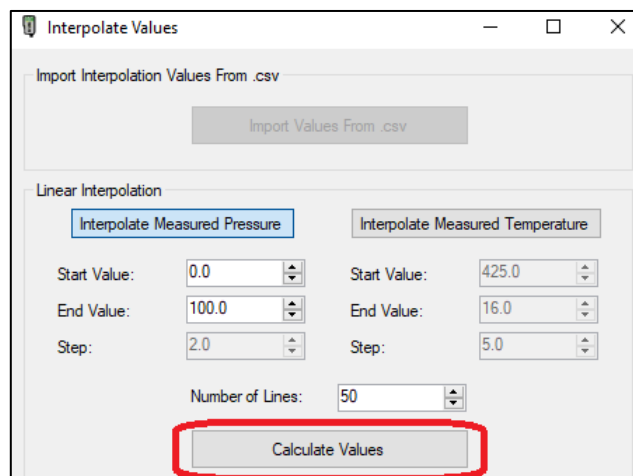 Interpolate Values
Import Interpolation Values From .csv
Import Values From .csv
Linear Interpolation
Interpolate Measured Pressure Interpolate Measured Temperature
Start Value: 0.0 Start Value: 425.0
End Value: 100.0 End Value: 16.0
Step: 2.0 Step: 5.0
Number of Lines: 50
Calculate Values